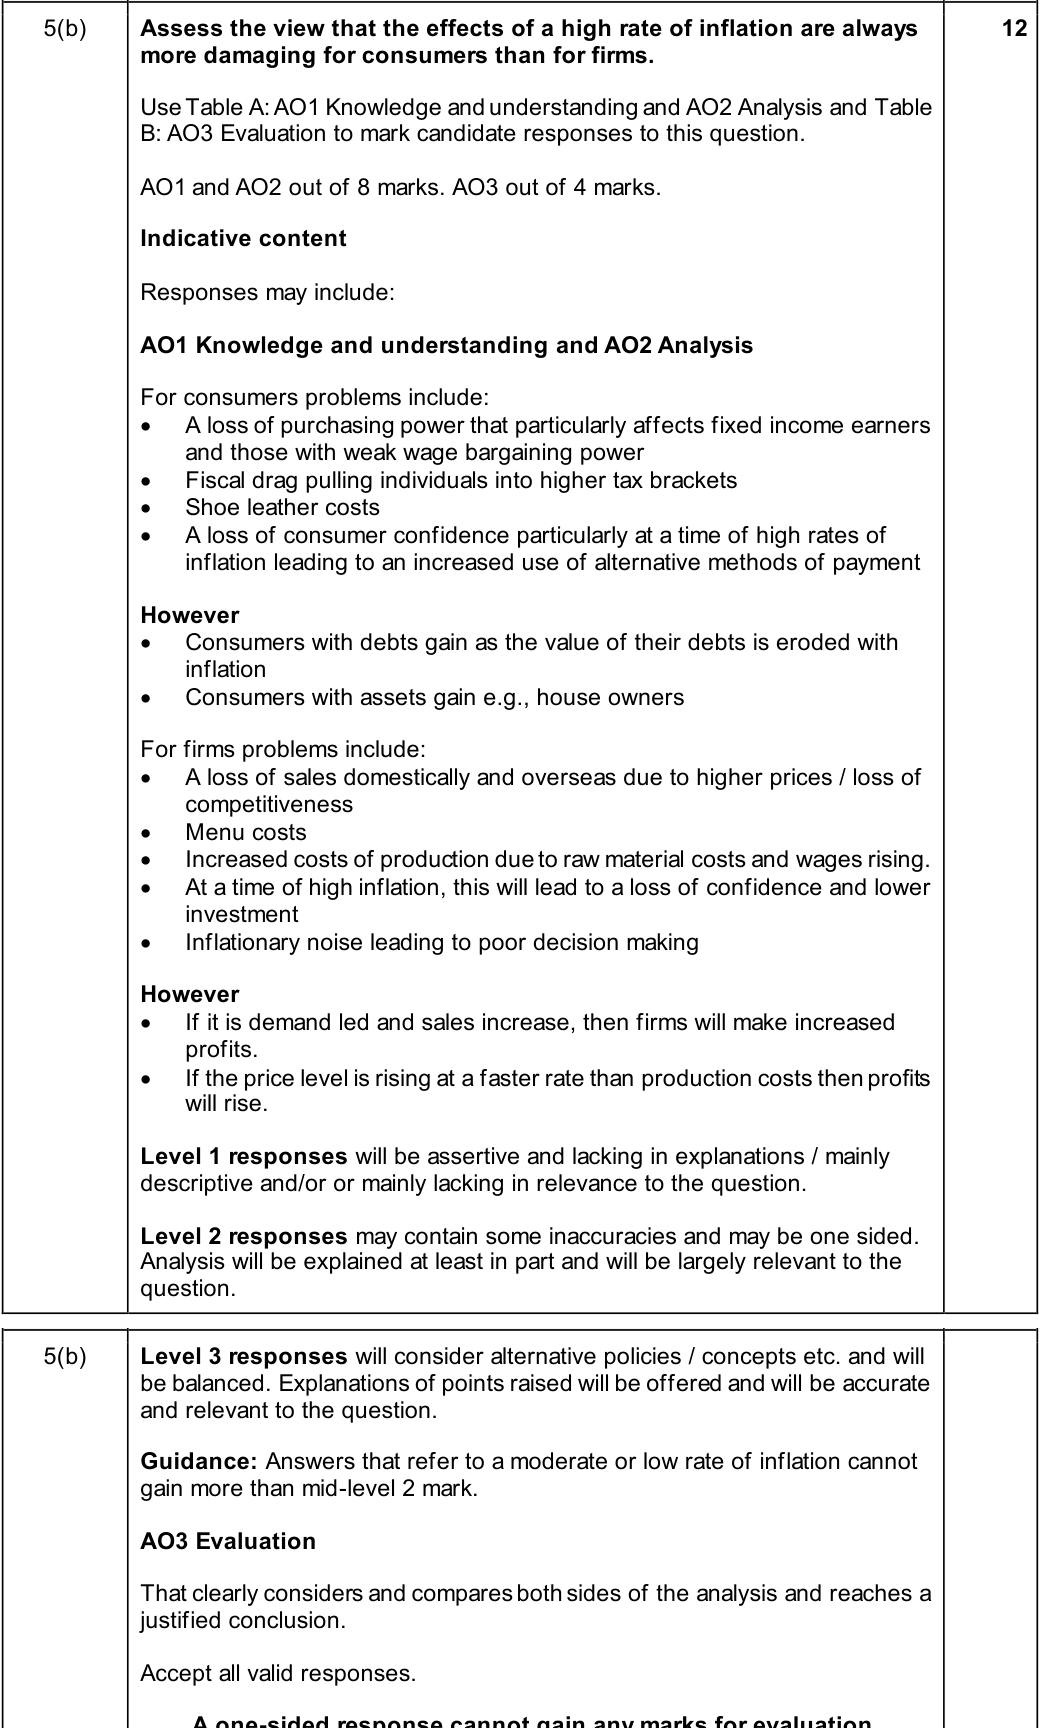 5(b) Assess the view that the effects of a high rate of inflation are always 12
more damaging for consumers than for firms.
Use Table A: AO1 Knowledge and understanding and AO2 Analysis and Table
B: AO3 Evaluation to mark candidate responses to this question.
AO1 and AO2 out of 8 marks. AO3 out of 4 marks.
Indicative content
Responses may include:
AO1 Knowledge and understanding and AO2 Analysis
For consumers problems include:
• A loss of purchasing power that particularly affects fixed income earners
and those with weak wage bargaining power
• Fiscal drag pulling individuals into higher tax brackets
• Shoe leather costs
• A loss of consumer confidence particularly at a time of high rates of
inflation leading to an increased use of alternative methods of payment
However
• Consumers with debts gain as the value of their debts is eroded with
inflation
• Consumers with assets gain e.g., house owners
For firms problems include:
• A loss of sales domestically and overseas due to higher prices / loss of
competitiveness
• Menu costs
• Increased costs of production due to raw material costs and wages rising.
• At a time of high inflation, this will lead to a loss of confidence and lower
investment
• Inflationary noise leading to poor decision making
However
• If it is demand led and sales increase, then firms will make increased
profits.
• If the price level is rising at a faster rate than production costs then profits
will rise.
Level 1 responses will be assertive and lacking in explanations / mainly
descriptive and/or or mainly lacking in relevance to the question.
Level 2 responses may contain some inaccuracies and may be one sided.
Analysis will be explained at least in part and will be largely relevant to the
question.
5(b) Level 3 responses will consider alternative policies / concepts etc. and will
be balanced. Explanations of points raised will be offered and will be accurate
and relevant to the question.
Guidance: Answers that refer to a moderate or low rate of inflation cannot
gain more than mid-level 2 mark.
AO3 Evaluation
That clearly considers and compares both sides of the analysis and reaches a
justified conclusion.
Accept all valid responses.
A one-sided response cannot gain any marks for evaluation